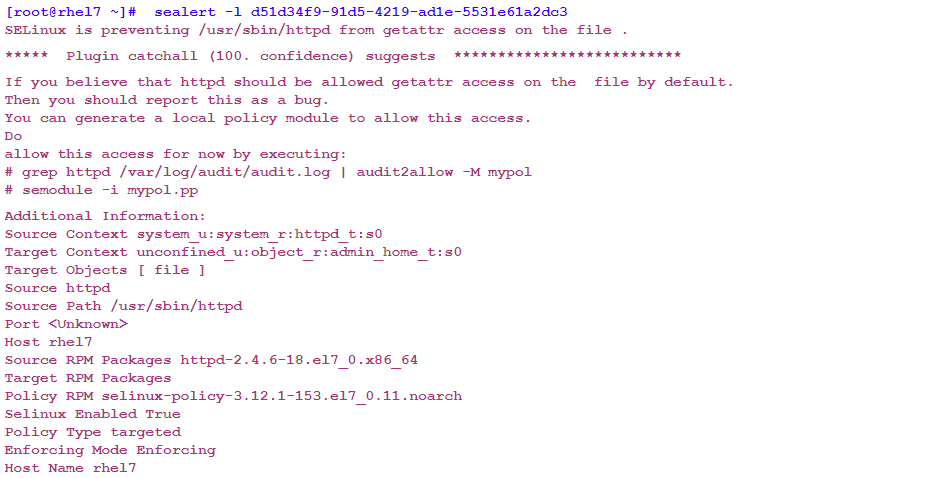 [root@rhel7 ~]# sealert -l d51d34f9-91d5-4219-ad1e-5531e61a2dc3
SELinux is preventing /usr/sbin/httpd from getattr access on the file .
***** Plugin catchall (100. confidence) suggests **************************
If you believe that httpd should be allowed getattr access on the file by default.
Then you should report this as a bug.
You can generate a local policy module to allow this access.
Do
allow this access for now by executing:
# grep httpd /var/log/audit/audit.log | audit2allow -M mypol
# semodule -i mypol.pp
Additional Information:
Source Context system_u:system_r:httpd_t:s0
Target Context unconfined_u:object_r:admin_home_t:s0
Target Objects [ file ]
Source httpd
Source Path /usr/sbin/httpd
Port <Unknown>
Host rhel7
Source RPM Packages httpd-2.4.6-18.el7_0.x86_64
Target RPM Packages
Policy RPM selinux-policy-3.12.1-153.el7_0.11.noarch
Selinux Enabled True
Policy Type targeted
Enforcing Mode Enforcing
Host Name rhel7